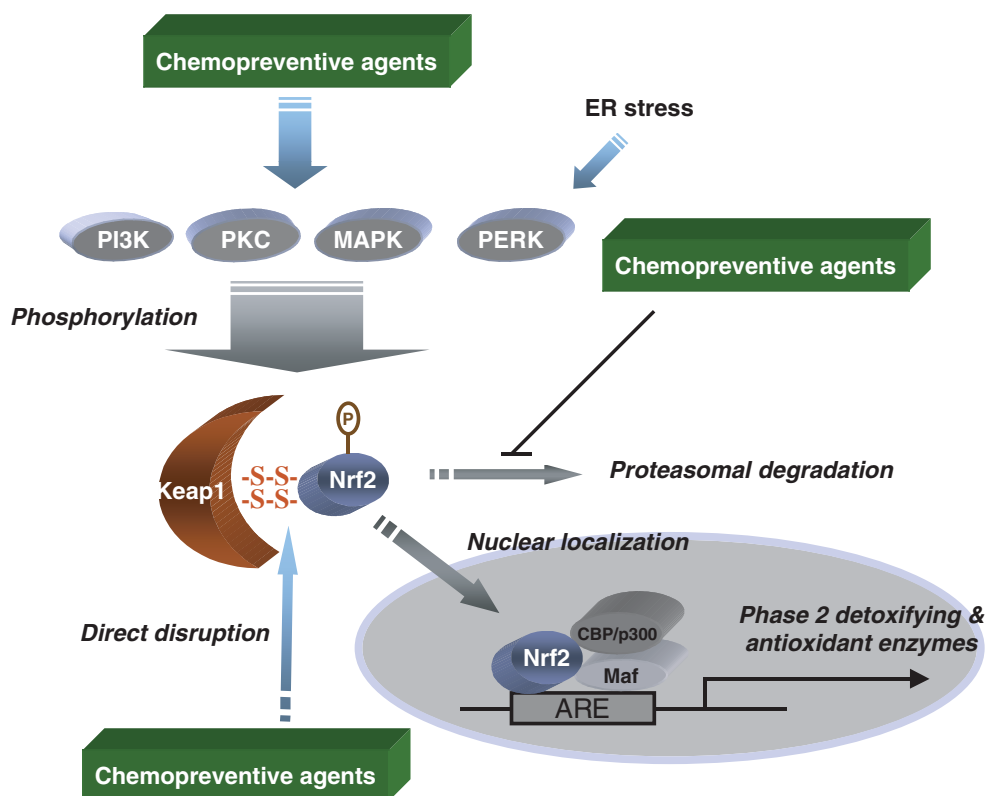 Chemopreventive agents
ER stress
PI3K
PKC
MAPK
PERK
Chemopreventive agents
Phosphorylation
P
Keap1
-S-S-
-S-S-
Nrf2
Proteasomal degradation
Nuclear localization
Direct disruption
Phase 2 detoxifying &
antioxidant enzymes
CBP/p300
Nrf2
Maf
ARE
Chemopreventive agents